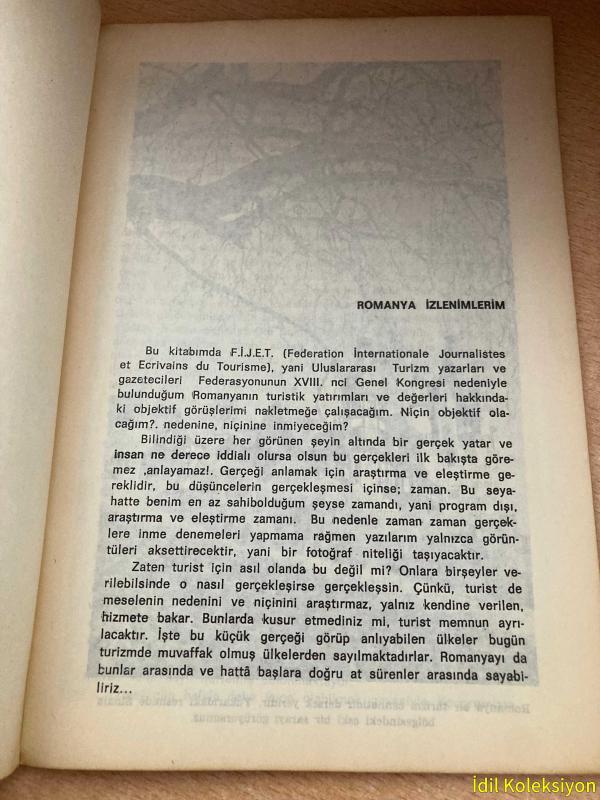 ROMANYA İZLENİMLERİM
Bu kitabımda F.İ.J.E.T. (Federation İnternationale Journalistes
et Ecrivains du Tourisme), yani Uluslararası Turizm yazarları ve
gazetecileri Federasyonunun XVIII. nci Genel Kongresi nedeniyle
bulunduğum Romanyanın turistik yatırımları ve değerleri hakkında-
ki objektif görüşlerimi nakletmeğe çalışacağım. Niçin objektif ola-
cağım?. nedenine, niçinine inmiyeceğim?
Bilindiği üzere her görünen şeyin altında bir gerçek yatar ve
insan ne derece iddialı olursa olsun bu gerçekleri ilk bakışta göre-
mez ,anlayamaz!. Gerçeği anlamak için araştırma ve eleştirme ge-
reklidir, bu düşüncelerin gerçekleşmesi içinse; zaman. Bu seya-
hatte benim en az sahibolduğum şeyse zamandı, yani program dışı,
araştırma ve eleştirme zamanı. Bu nedenle zaman zaman gerçek-
lere inme denemeleri yapmama rağmen yazılarım yalnızca görün-
tüleri aksettirecektir, yani bir fotoğraf niteliği taşıyacaktır.
Zaten turist için asıl olanda bu değil mi? Onlara birşeyler ve-
rilebilsinde o nasıl gerçekleşirse gerçekleşsin. Çünkü, turist de
meselenin nedenini ve niçinini araştırmaz, yalnız kendine verilen,
hizmete bakar. Bunlarda kusur etmediniz mi, turist memnun ayrı-
lacaktır. İşte bu küçük gerçeği görüp anlıyabilen ülkeler bugün
turizmde muvaffak olmuş ülkelerden sayılmaktadırlar. Romanyayı da
bunlar arasında ve hattâ başlara doğru at sürenler arasında sayabi-
liriz...
İdil Koleksiyon